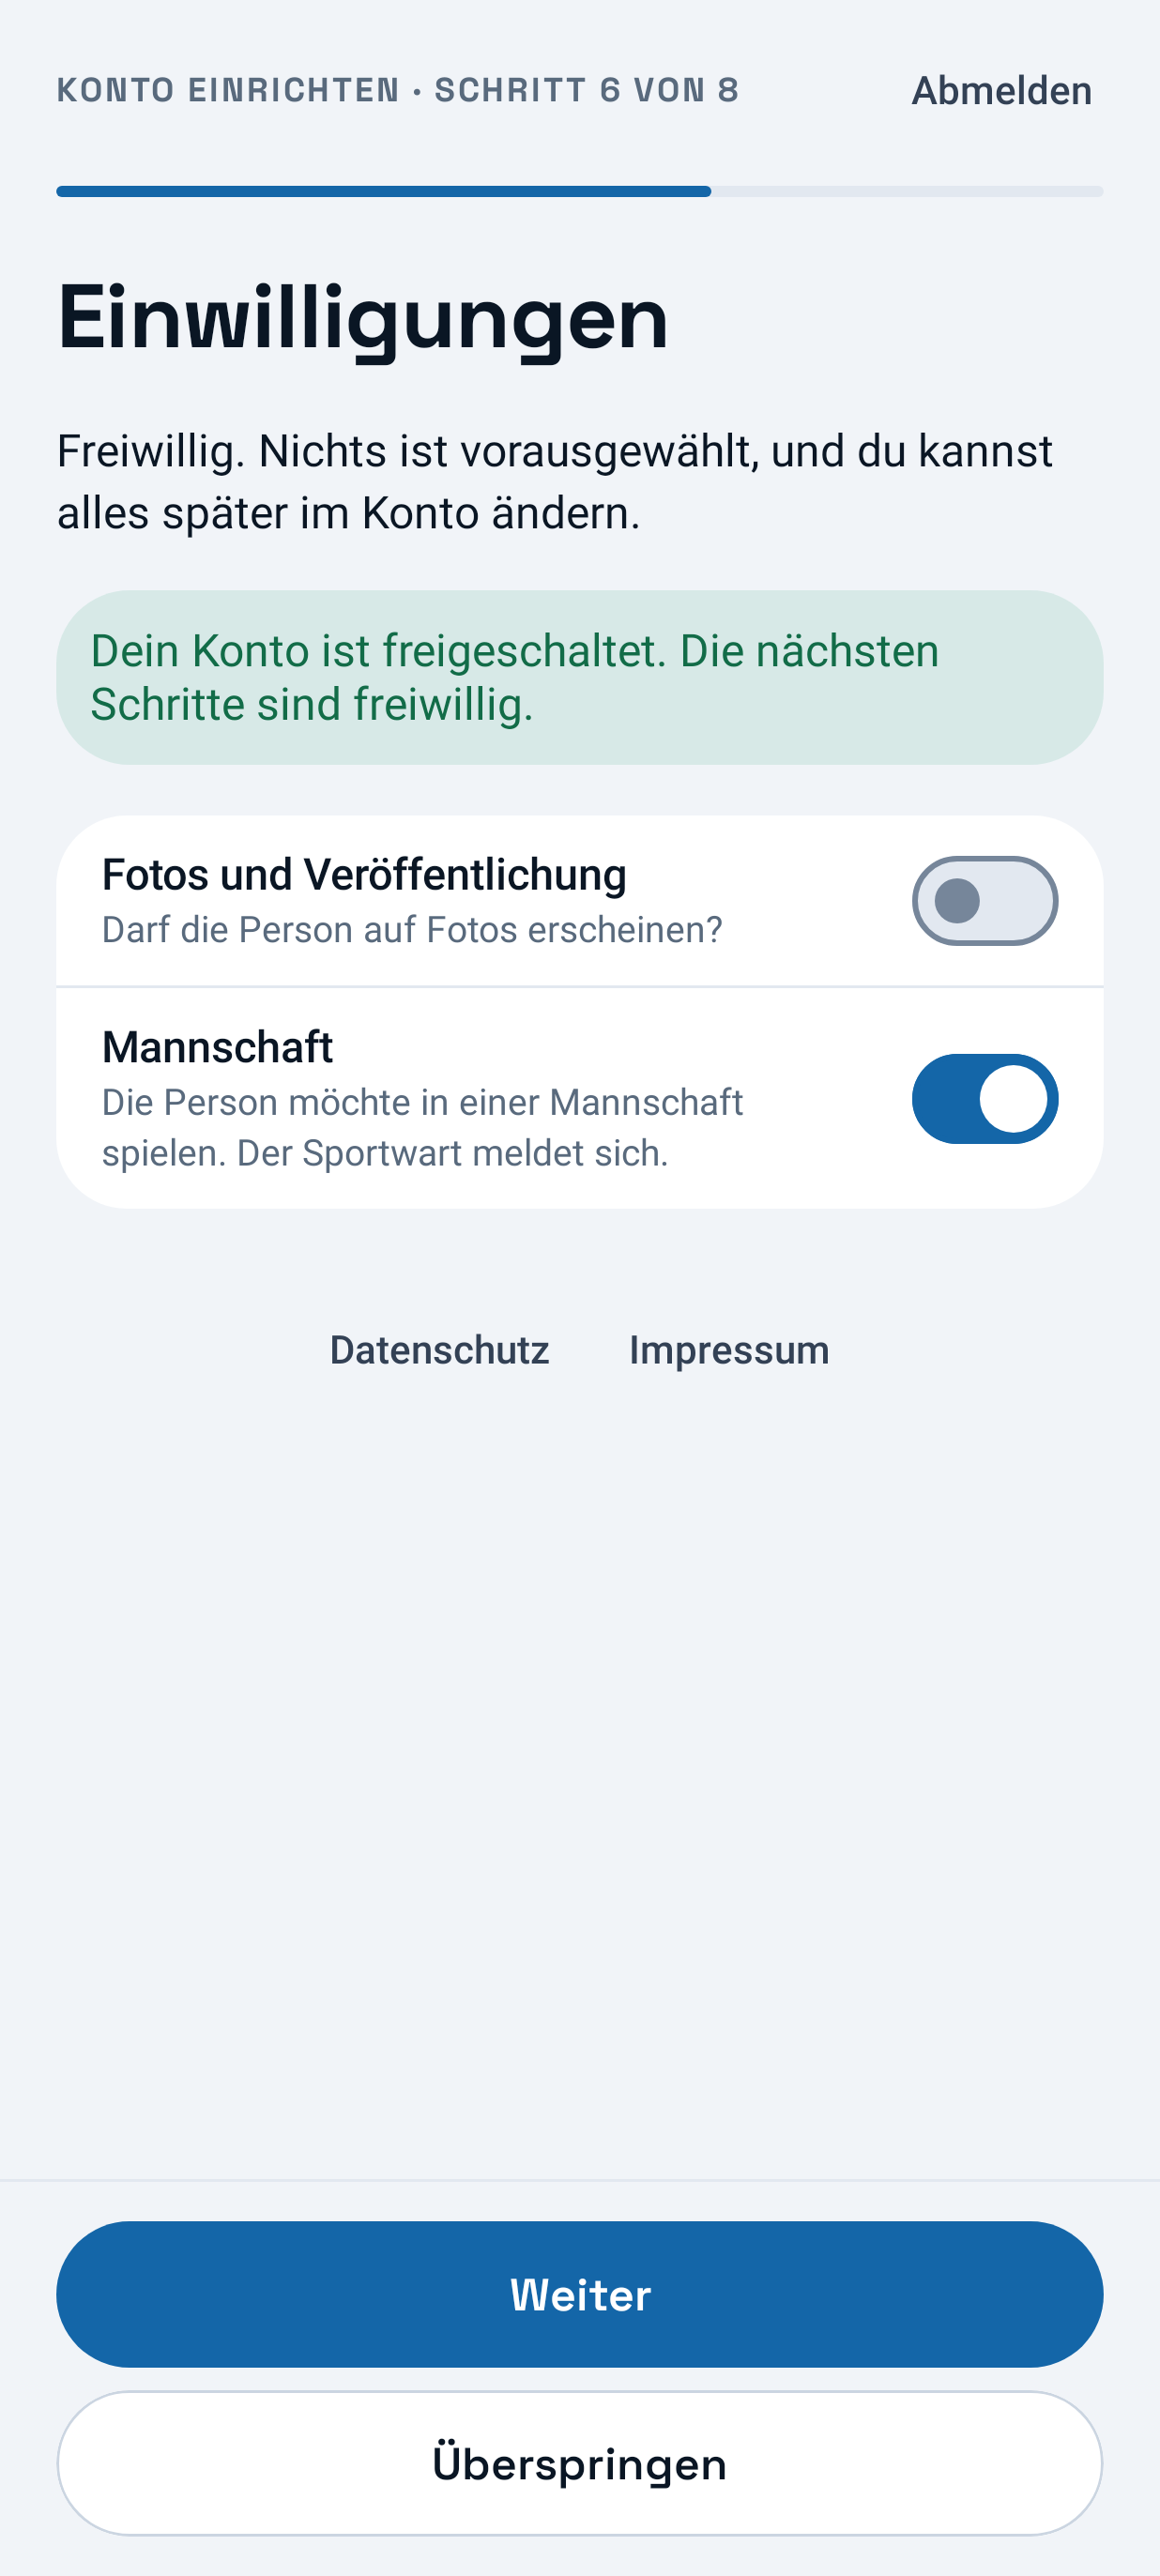 KONTO EINRICHTEN · SCHRITT 6 VON 8
Abmelden
Einwilligungen
Freiwillig. Nichts ist vorausgewählt, und du kannst
alles später im Konto ändern.
Dein Konto ist freigeschaltet. Die nächsten
Schritte sind freiwillig.
Fotos und Veröffentlichung
Darf die Person auf Fotos erscheinen?
Mannschaft
Die Person möchte in einer Mannschaft
spielen. Der Sportwart meldet sich.
Datenschutz
Impressum
Weiter
Überspringen